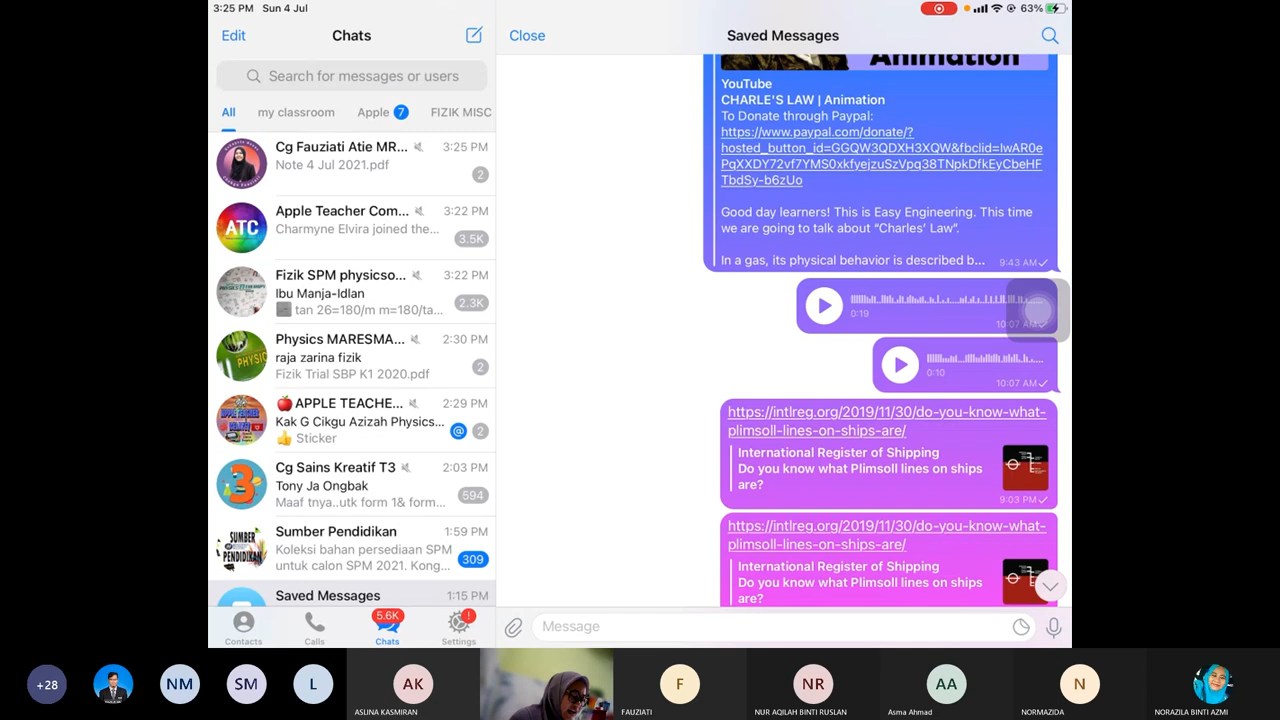 3:25 PM Sun 4 Jul
63%
Edit
Chats
Close
Saved Messages
Search for messages or users
All
my classroom
Apple 7
FIZIK MISC
Cg Fauziati Atie MR... 3:25 PM
Note 4 Jul 2021.pdf
2
Apple Teacher Com... 3:22 PM
ATC
Charmyne Elvira joined the...
3.5K
Fizik SPM physicso... 3:22 PM
Ibu Manja-Idlan
tan 26=180/m m=180/ta...
2.3K
Physics MARESMA... 2:30 PM
raja zarina fizik
Fizik Trial SBP K1 2020.pdf
2
APPLE TEACHE... 2:29 PM
Kak G Cikgu Azizah Physics...
@ 2
👍 Sticker
Cg Sains Kreatif T3 2:03 PM
Tony Ja Ongbak
Maaf tnya..utk form 1& form...
594
Sumber Pendidikan 1:59 PM
SUMBER
PENDIDIKAN
Koleksi bahan persediaan SPM
untuk calon SPM 2021. Kong...
309
Saved Messages 1:15 PM
5.6K
!
Contacts
Calls
Chats
Settings
Animation
YouTube
CHARLE'S LAW | Animation
To Donate through Paypal:
https://www.paypal.com/donate/?
hosted_button_id=GGQW3QDXH3XQW&fbclid=IwAR0e
PqXXDY72vf7YMS0xkfyejzuSzVpq38TNpkDfkEyCbeHF
TbdSy-b6zUo
Good day learners! This is Easy Engineering. This time
we are going to talk about “Charles’ Law”.
In a gas, its physical behavior is described b...
9:43 AM
0:19
10:07 AM
0:10
10:07 AM
https://intlreg.org/2019/11/30/do-you-know-what-
plimsoll-lines-on-ships-are/
International Register of Shipping
Do you know what Plimsoll lines on ships
are?
9:03 PM
https://intlreg.org/2019/11/30/do-you-know-what-
plimsoll-lines-on-ships-are/
International Register of Shipping
Do you know what Plimsoll lines on ships
are?
Message
+28
NM
SM
L
AK
ASLINA KASMIRAN
F
FAUZIATI
NR
NUR AQILAH BINTI RUSLAN
AA
Asma Ahmad
N
NORMAZIDA
NORAZILA BINTI AZMI